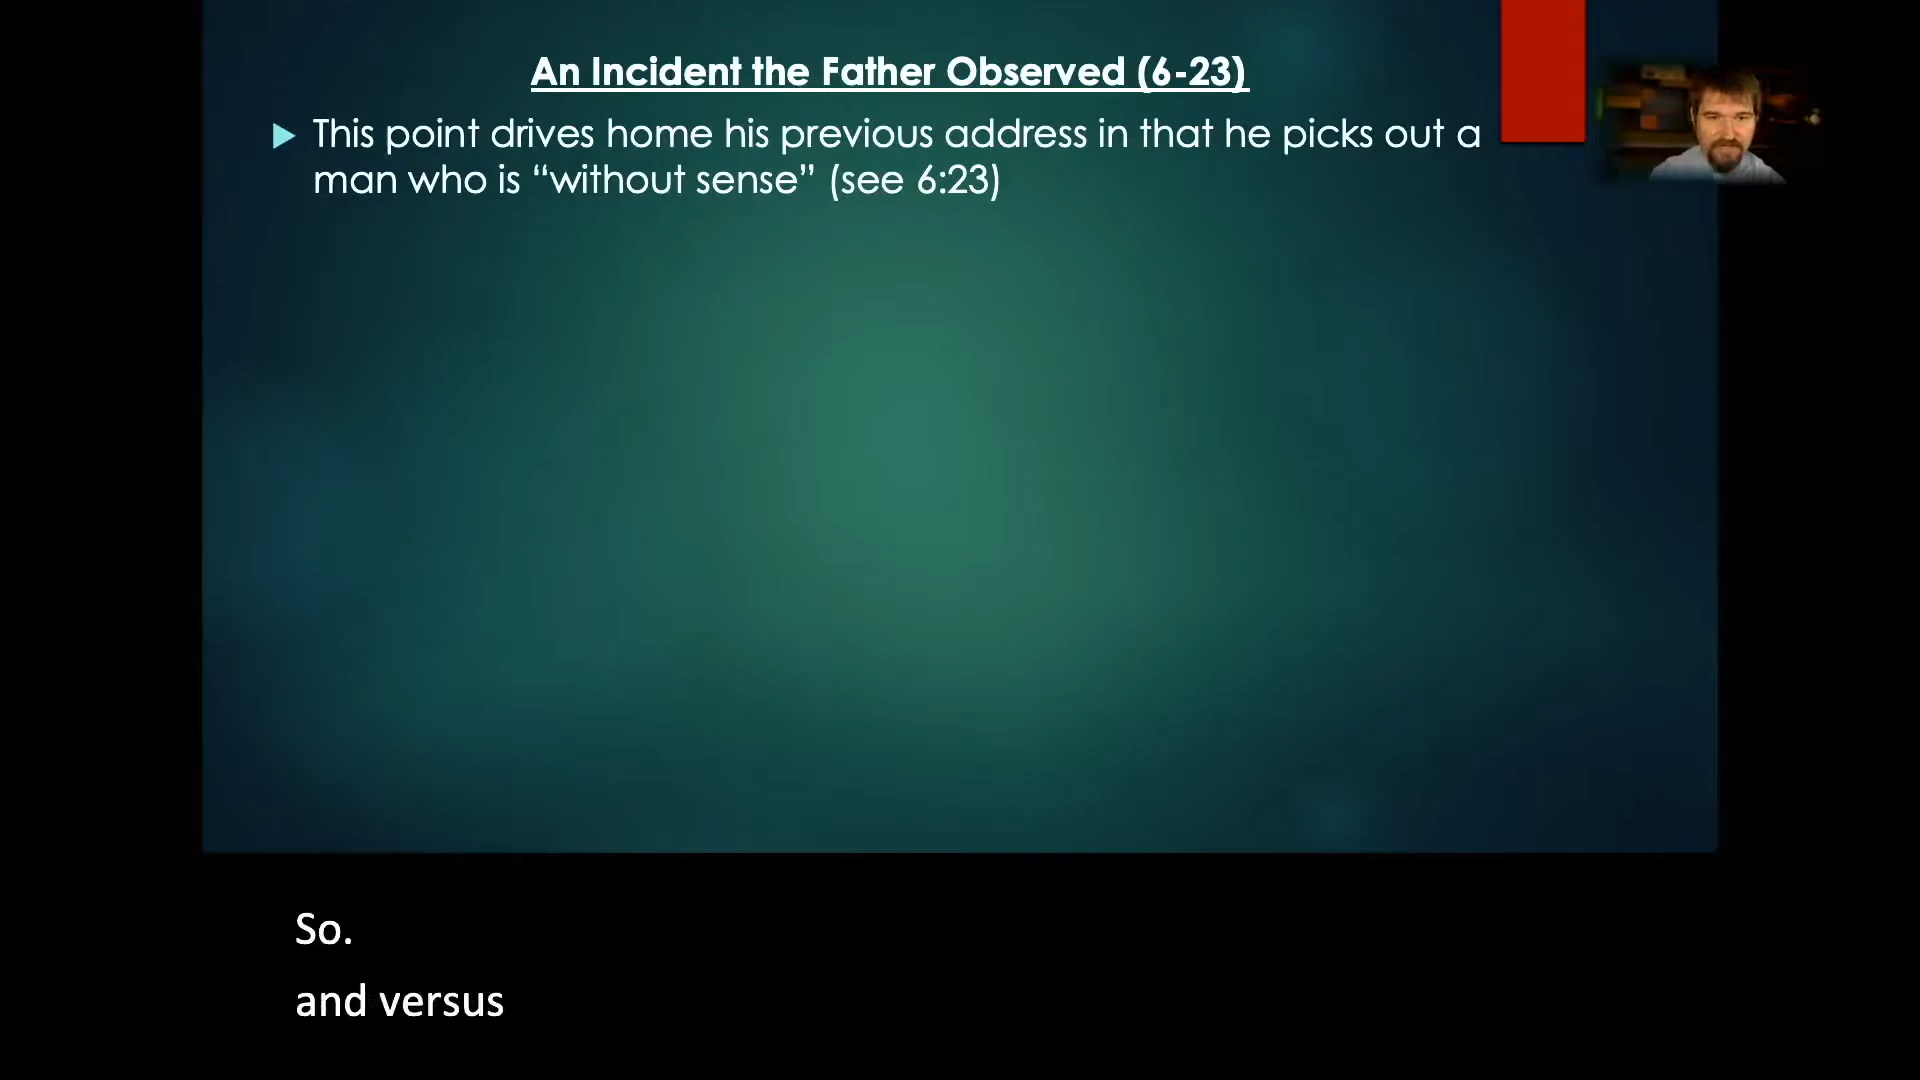 An Incident the Father Observed (6-23)
This point drives home his previous address in that he picks out a
man who is “without sense” (see 6:23)
So.
and versus